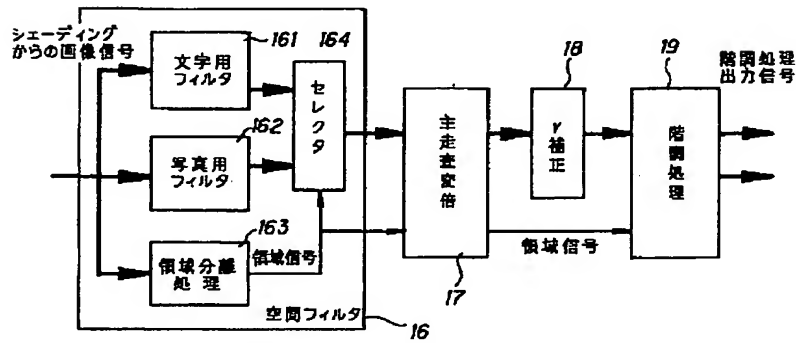 シェーディング
からの画像信号
161
文字用
フィルタ
162
写真用
フィルタ
163
領域分離
処理
領域信号
164
セレクタ
空間フィルタ
16
主走査変倍
17
18
γ補正
領域信号
19
階調処理
階調処理
出力信号